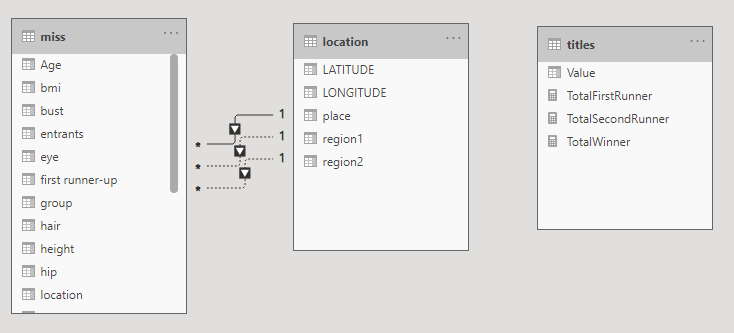 miss
...
Age
bmi
bust
entrants
eye
first runner-up
group
hair
height
hip
location
*
*
*
1
1
1
location
...
LATITUDE
LONGITUDE
place
region1
region2
titles
...
Value
TotalFirstRunner
TotalSecondRunner
TotalWinner